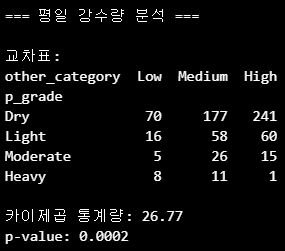 === 평일 강수량 분석 ===
교차표:
other_category  Low  Medium  High
p_grade
Dry              70     177   241
Light            16      58    60
Moderate          5      26    15
Heavy             8      11     1
카이제곱 통계량: 26.77
p-value: 0.0002